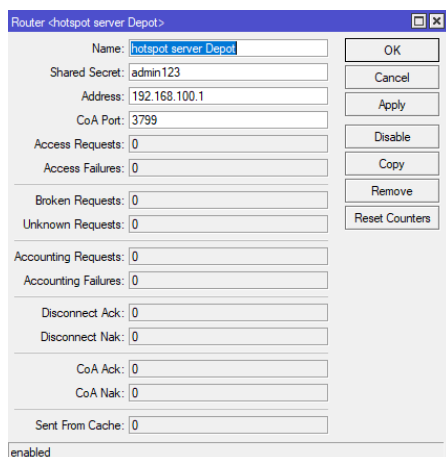 Router <hotspot server Depot>
Name: hotspot server Depot
OK
Shared Secret: admin123
Cancel
Address: 192.168.100.1
Apply
CoA Port: 3799
Access Requests: 0
Disable
Access Failures: 0
Copy
Broken Requests: 0
Remove
Unknown Requests: 0
Reset Counters
Accounting Requests: 0
Accounting Failures: 0
Disconnect Ack: 0
Disconnect Nak: 0
CoA Ack: 0
CoA Nak: 0
Sent From Cache: 0
enabled